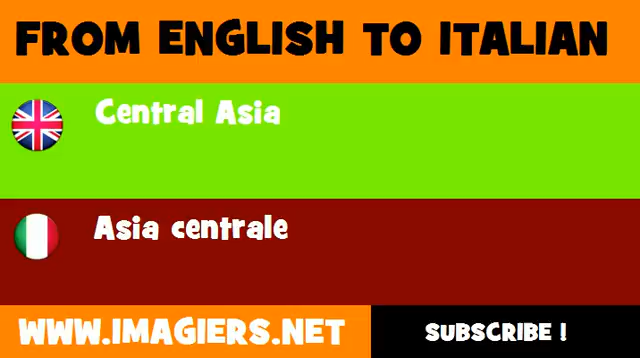 FROM ENGLISH TO ITALIAN
Central Asia
Asia centrale
WWW.IMAGIERS.NET
SUBSCRIBE !